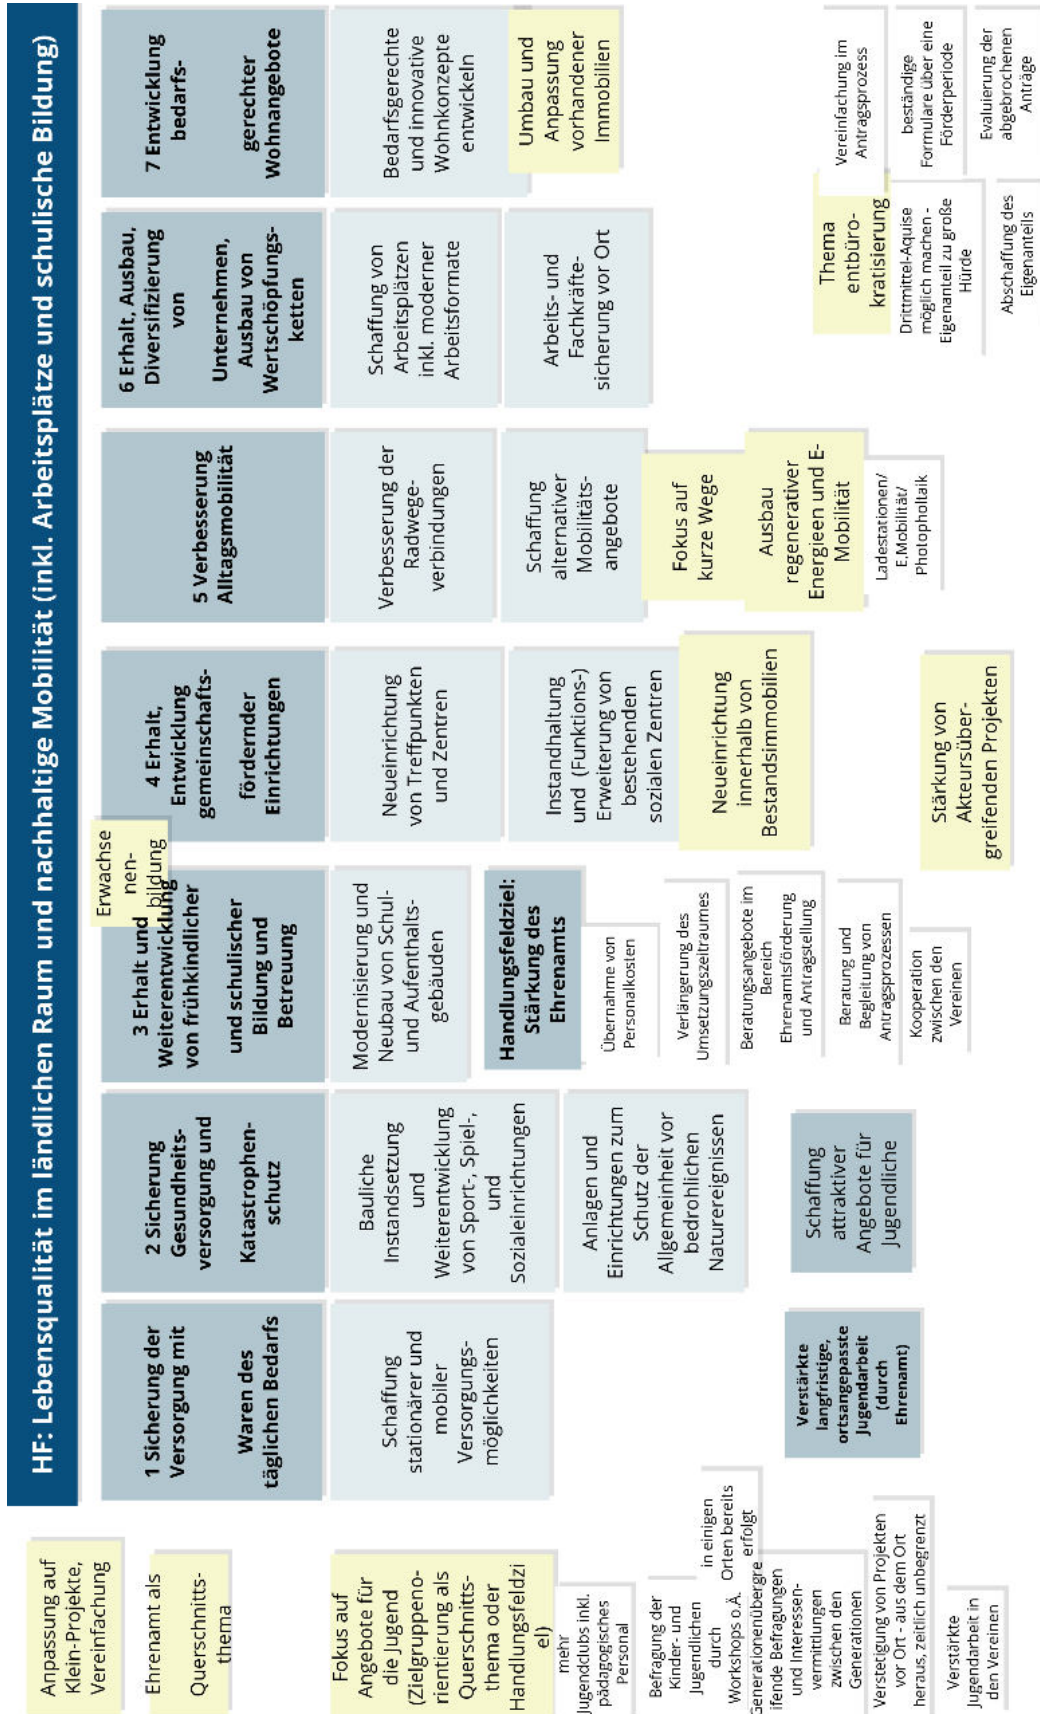 HF: Lebensqualität im ländlichen Raum und nachhaltige Mobilität (inkl. Arbeitsplätze und schulische Bildung)
Anpassung auf
Klein-Projekte,
Vereinfachung
Ehrenamt als
Querschnitts-
thema
Fokus auf
Angebote für
die Jugend
(Zielgruppeno-
rientierung als
Querschnitts-
thema oder
Handlungsfeldzi
el)
mehr
Jugendclubs inkl.
pädagogisches
Personal
Befragung der
Kinder- und
Jugendlichen
durch
Workshops o.Ä.
in einigen
Orten bereits
erfolgt
Generationenübergre
ifende Befragungen
und Interessen-
vermittlungen
zwischen den
Generationen
Verstetigung von Projekten
vor Ort - aus dem Ort
heraus, zeitlich unbegrenzt
Verstärkte
Jugendarbeit in
den Vereinen
1 Sicherung der
Versorgung mit
Waren des
täglichen Bedarfs
Schaffung
stationärer und
mobiler
Versorgungs-
möglichkeiten
Verstärkte
langfristige,
ortsangepasste
Jugendarbeit
(durch
Ehrenamt)
2 Sicherung
Gesundheits-
versorgung und
Katastrophen-
schutz
Bauliche
Instandsetzung
und
Weiterentwicklung
von Sport-, Spiel-,
und
Sozialeinrichtungen
Anlagen und
Einrichtungen zum
Schutz der
Allgemeinheit vor
bedrohlichen
Naturereignissen
Schaffung
attraktiver
Angebote für
Jugendliche
Erwachse
nen-
bildung
3 Erhalt und
Weiterentwicklung
von frühkindlicher
und schulischer
Bildung und
Betreuung
Modernisierung und
Neubau von Schul-
und Aufenthalts-
gebäuden
Handlungsfeldziel:
Stärkung des
Ehrenamts
Übernahme von
Personalkosten
Verlängerung des
Umsetzungszeitraumes
Beratungsangebote im
Bereich
Ehrenamtsförderung
und Antragstellung
Beratung und
Begleitung von
Antragsprozessen
Kooperation
zwischen den
Vereinen
4 Erhalt,
Entwicklung
gemeinschafts-
fördernder
Einrichtungen
Neueinrichtung
von Treffpunkten
und Zentren
Instandhaltung
und (Funktions-)
Erweiterung von
bestehenden
sozialen Zentren
Neueinrichtung
innerhalb von
Bestandsimmobilien
Stärkung von
Akteursüber-
greifenden Projekten
5 Verbesserung
Alltagsmobilität
Verbesserung der
Radwege-
verbindungen
Schaffung
alternativer
Mobilitäts-
angebote
Fokus auf
kurze Wege
Ausbau
regenerativer
Energieen und E-
Mobilität
Ladestationen/
E.Mobilität/
Photopholtaik
6 Erhalt, Ausbau,
Diversifizierung
von
Unternehmen,
Ausbau von
Wertschöpfungs-
ketten
Schaffung von
Arbeitsplätzen
inkl. moderner
Arbeitsformate
Arbeits- und
Fachkräfte-
sicherung vor Ort
7 Entwicklung
bedarfs-
gerechter
Wohnangebote
Bedarfsgerechte
und innovative
Wohnkonzepte
entwickeln
Umbau und
Anpassung
vorhandener
Immobilien
Thema
entbüro-
kratisierung
Drittmittel-Aquise
möglich machen -
Eigenanteil zu große
Hürde
Abschaffung des
Eigenanteils
Vereinfachung im
Antragsprozess
beständige
Formulare über eine
Förderperiode
Evaluierung der
abgebrochenen
Anträge